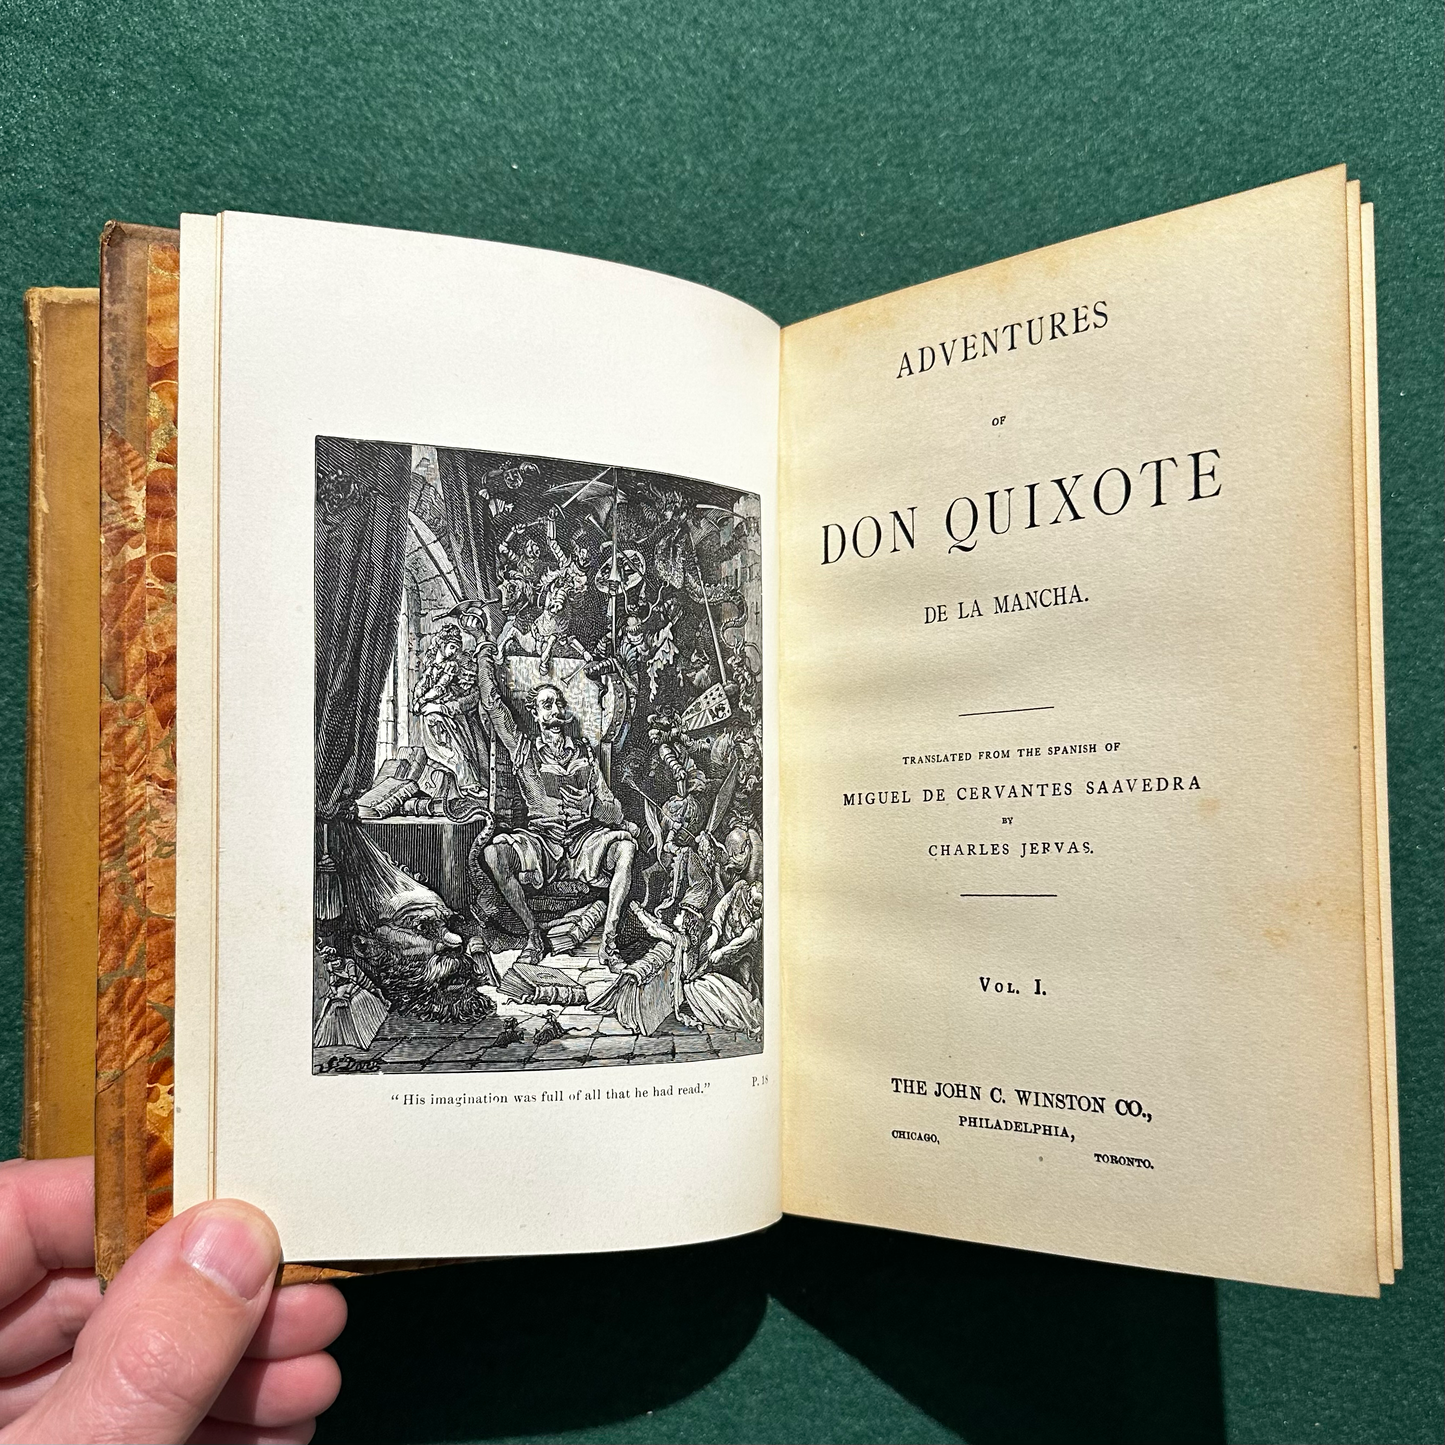 G. Doré
“ His imagination was full of all that he had read.”
P. 18
ADVENTURES
OF
DON QUIXOTE
DE LA MANCHA.
TRANSLATED FROM THE SPANISH OF
MIGUEL DE CERVANTES SAAVEDRA
BY
CHARLES JERVAS.
VOL. I.
THE JOHN C. WINSTON CO.,
PHILADELPHIA,
CHICAGO,
TORONTO.